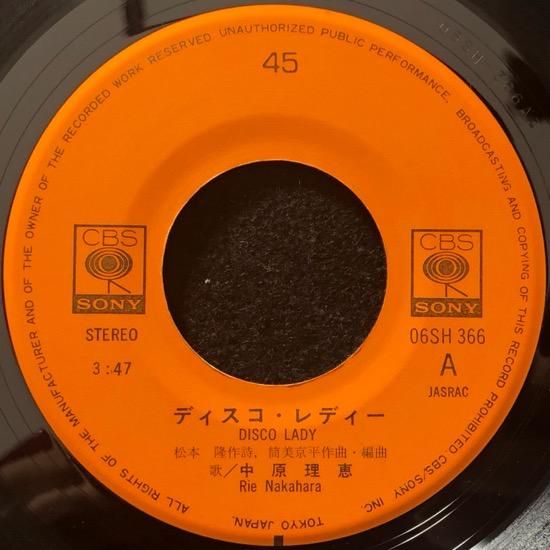 ALL RIGHTS OF THE MANUFACTURER AND OF THE OWNER OF THE RECORDED WORK RESERVED UNAUTHORIZED PUBLIC PERFORMANCE, BROADCASTING AND COPYING OF THIS RECORD PROHIBITED CBS/SONY INC.
TOKYO JAPAN.
45
CBS
SONY
CBS
SONY
STEREO
06SH 366
3:47
A
JASRAC
ディスコ・レディー
DISCO LADY
松本 隆作詩, 筒美京平作曲・編曲
歌/中原理恵
Rie Nakahara